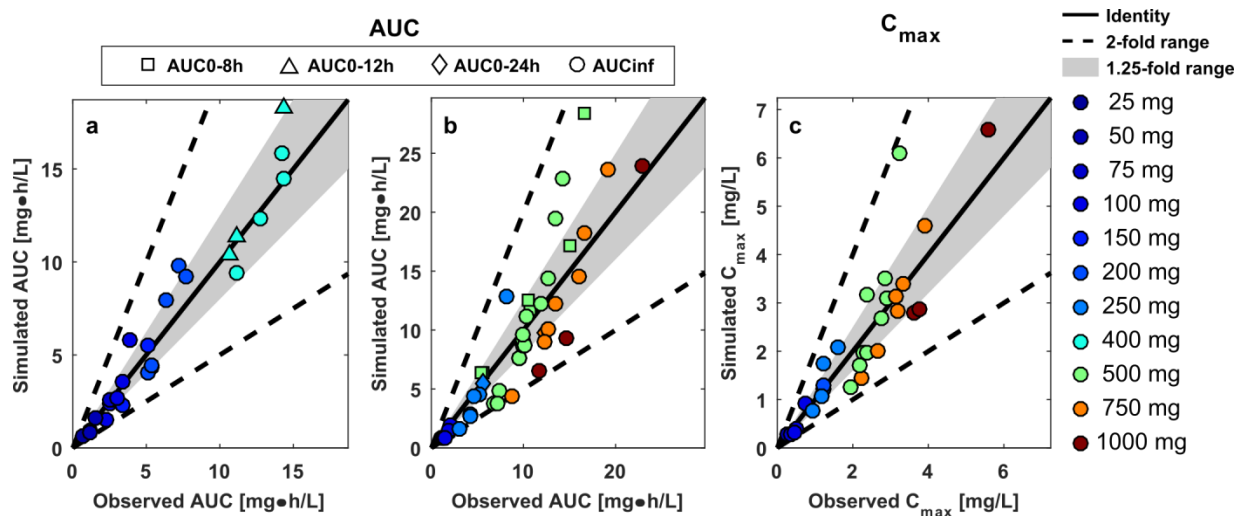 AUC
C_max
AUC0-8h AUC0-12h AUC0-24h AUCinf
Identity
2-fold range
1.25-fold range
25 mg
50 mg
75 mg
100 mg
150 mg
200 mg
250 mg
400 mg
500 mg
750 mg
1000 mg
a
Simulated AUC [mg•h/L]
15
10
5
0
0 5 10 15
Observed AUC [mg•h/L]
b
Simulated AUC [mg•h/L]
25
20
15
10
5
0
0 10 20
Observed AUC [mg•h/L]
c
Simulated C_max [mg/L]
7
6
5
4
3
2
1
0
0 2 4 6
Observed C_max [mg/L]